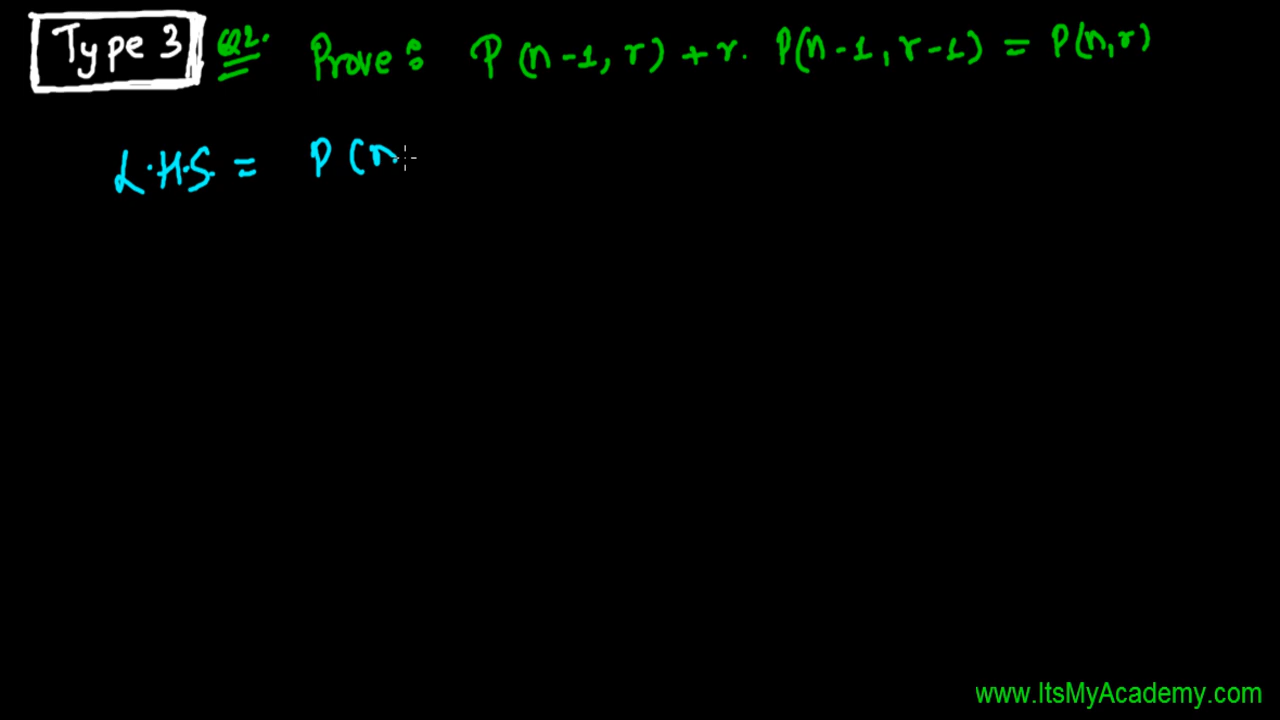 Type 3 Q2. Prove : P(n-1, r) + r. P(n-1, r-1) = P(n,r)
L.H.S. = P(n
www.ItsMyAcademy.com